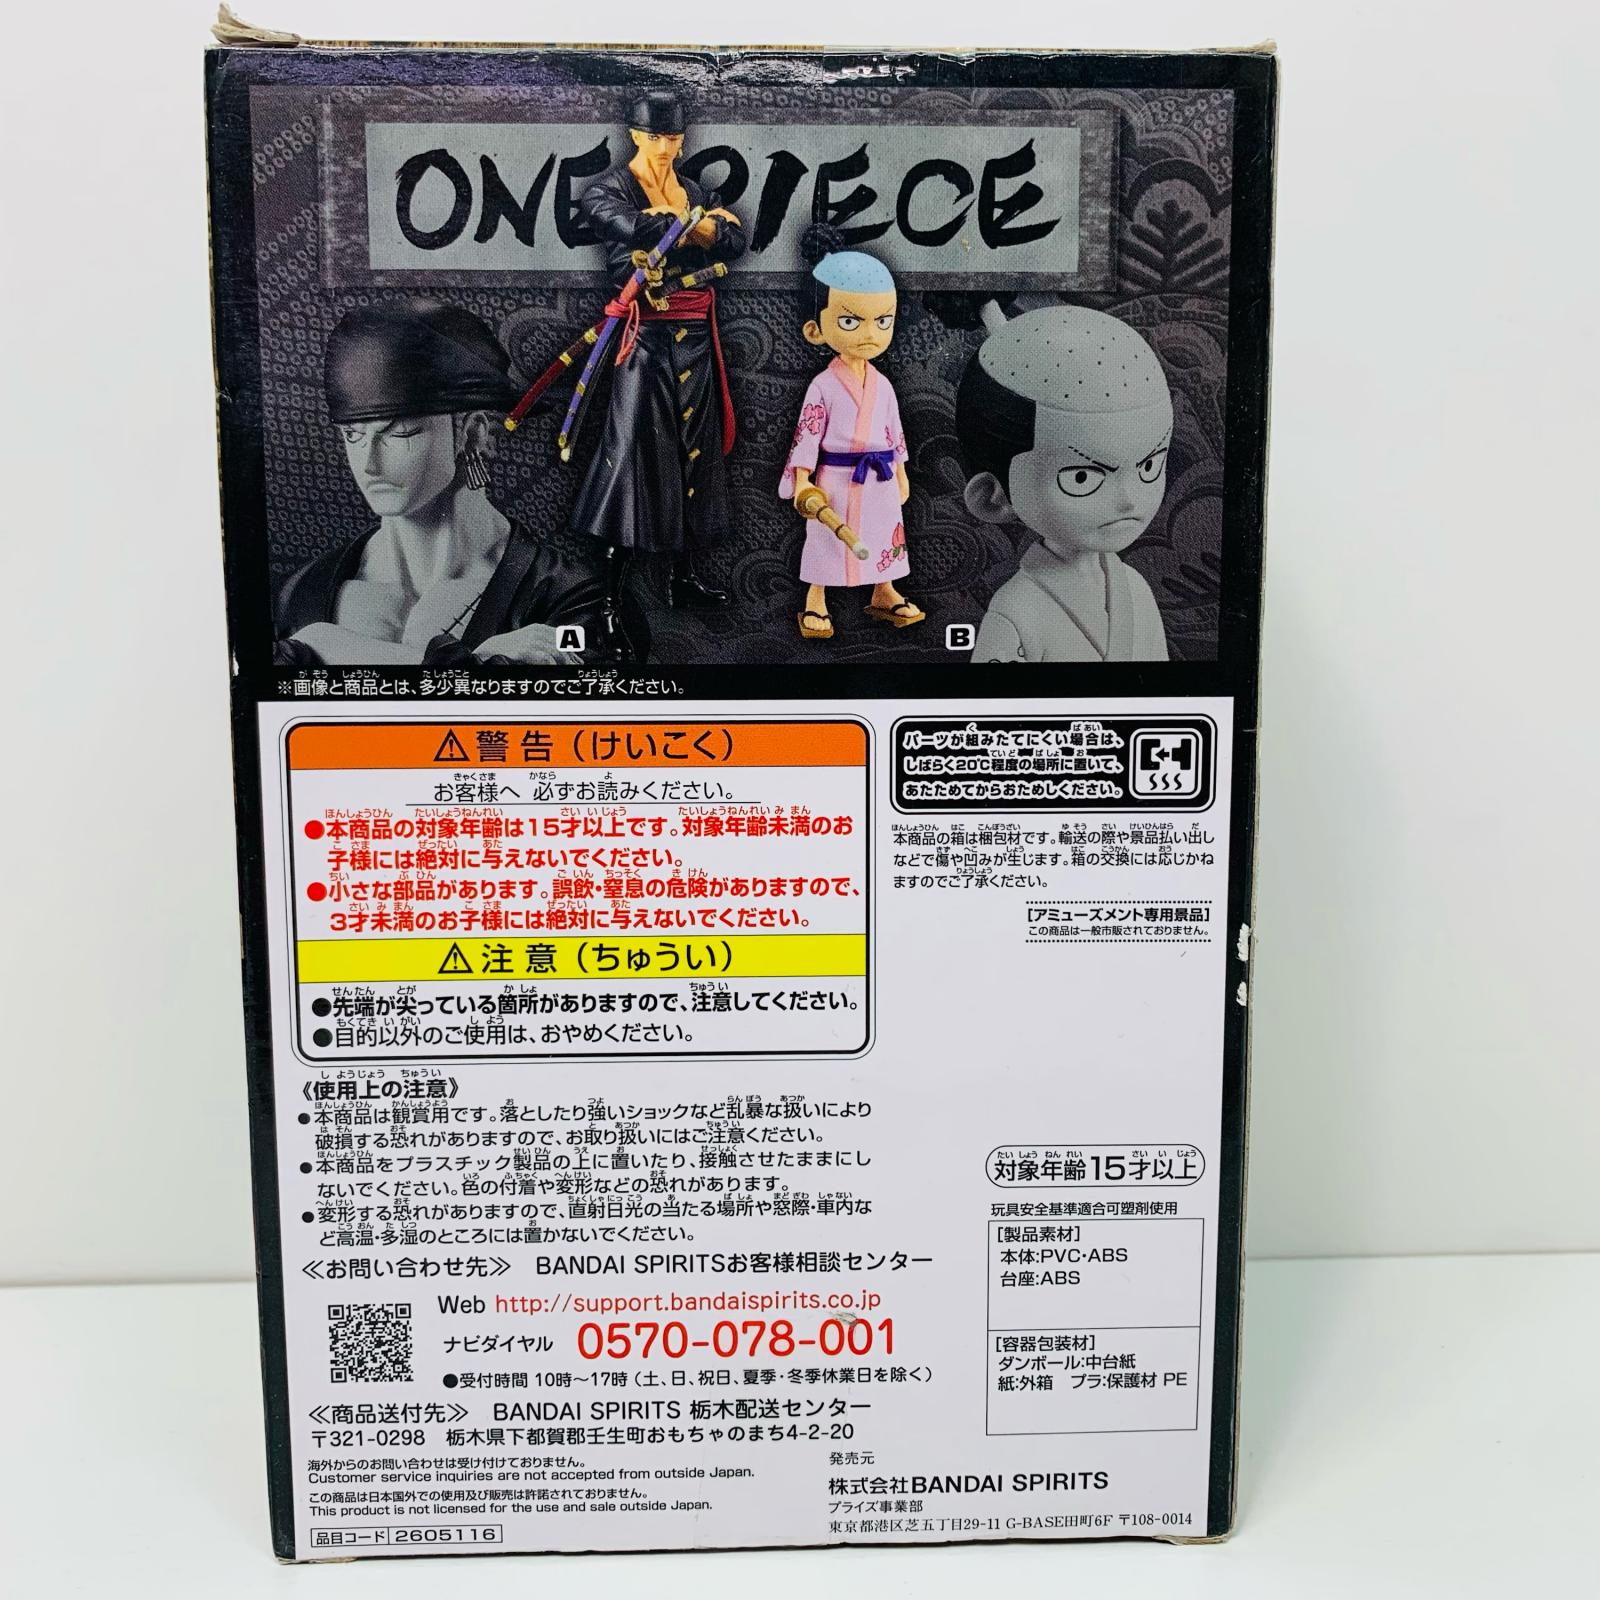 ONE PIECE
A
B
※画像と商品とは、多少異なりますのでご了承ください。
⚠警告（けいこく）
お客様へ 必ずお読みください。
●本商品の対象年齢は15才以上です。対象年齢未満のお
子様には絶対に与えないでください。
●小さな部品があります。誤飲・窒息の危険がありますので、
3才未満のお子様には絶対に与えないでください。
⚠注意（ちゅうい）
●先端が尖っている箇所がありますので、注意してください。
●目的以外のご使用は、おやめください。
《使用上の注意》
●本商品は観賞用です。落としたり強いショックなど乱暴な扱いにより
破損する恐れがありますので、お取り扱いにはご注意ください。
●本商品をプラスチック製品の上に置いたり、接触させたままにし
ないでください。色の付着や変形などの恐れがあります。
●変形する恐れがありますので、直射日光の当たる場所や窓際・車内な
ど高温・多湿のところには置かないでください。
≪お問い合わせ先≫ BANDAI SPIRITSお客様相談センター
Web http://support.bandaispirits.co.jp
ナビダイヤル 0570-078-001
●受付時間 10時～17時（土、日、祝日、夏季・冬季休業日を除く）
≪商品送付先≫ BANDAI SPIRITS 栃木配送センター
〒321-0298 栃木県下都賀郡壬生町おもちゃのまち4-2-20
海外からのお問い合わせは受け付けておりません。
Customer service inquiries are not accepted from outside Japan.
この商品は日本国外での使用及び販売は許諾されておりません。
This product is not licensed for the use and sale outside Japan.
品目コード 2605116
パーツが組みたてにくい場合は、
しばらく20℃程度の場所に置いて、
あたためてからおためしください。
本商品の箱は梱包材です。輸送の際や景品払い出し
などで傷や凹みが生じます。箱の交換には応じかね
ますのでご了承ください。
[アミューズメント専用景品]
この商品は一般市販されておりません。
対象年齢15才以上
玩具安全基準適合可塑剤使用
[製品素材]
本体:PVC・ABS
台座:ABS
[容器包装材]
ダンボール:中台紙
紙:外箱 プラ:保護材 PE
発売元
株式会社BANDAI SPIRITS
プライズ事業部
東京都港区芝五丁目29-11 G-BASE田町6F 〒108-0014